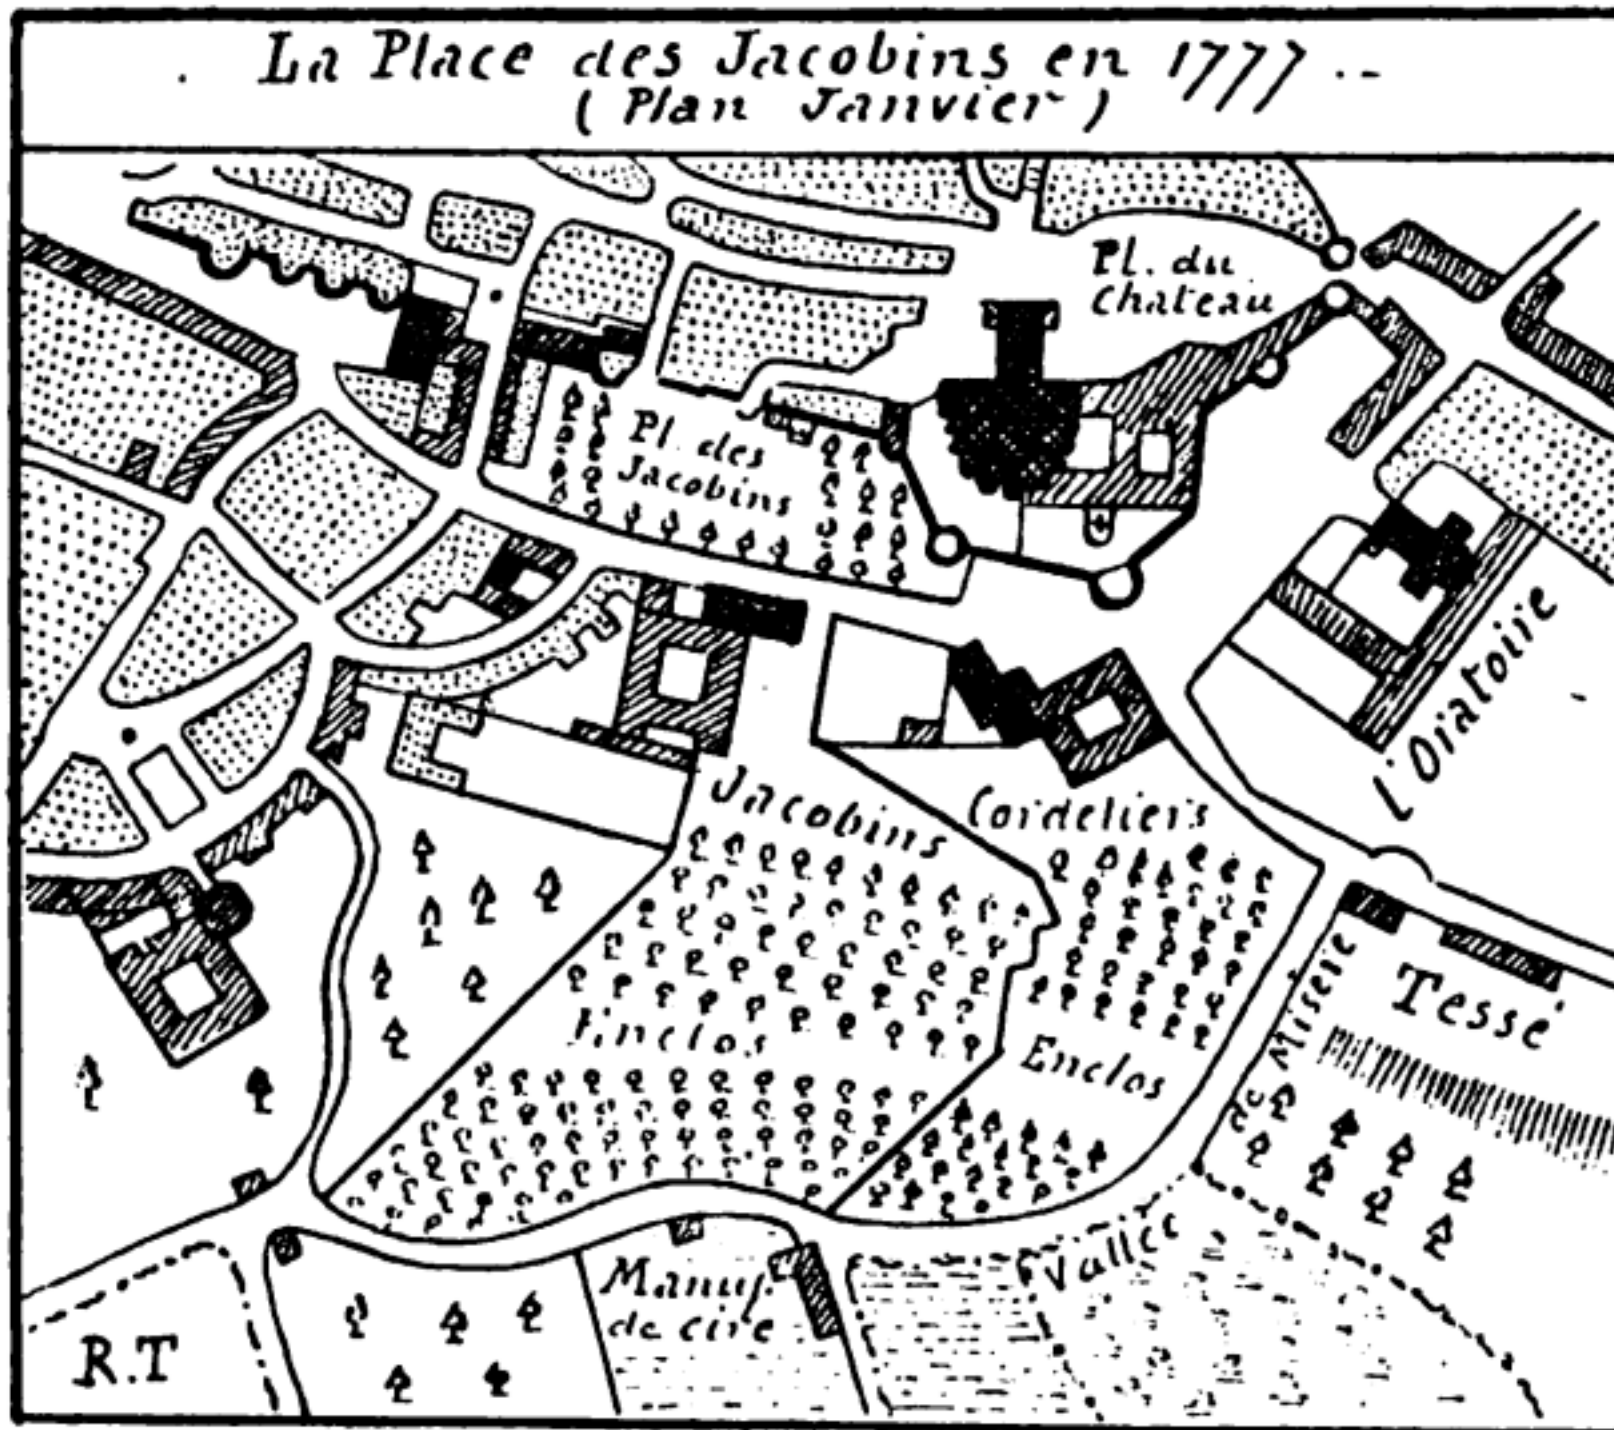 La Place des Jacobins en 1777
( Plan Janvier )
Pl. du
Chateau
Pl. des
Jacobins
L'Oratoire
Jacobins
Cordeliers
Enclos
Enclos
Tessé
Vallée
de Misere
Manuf.
de cire
R.T